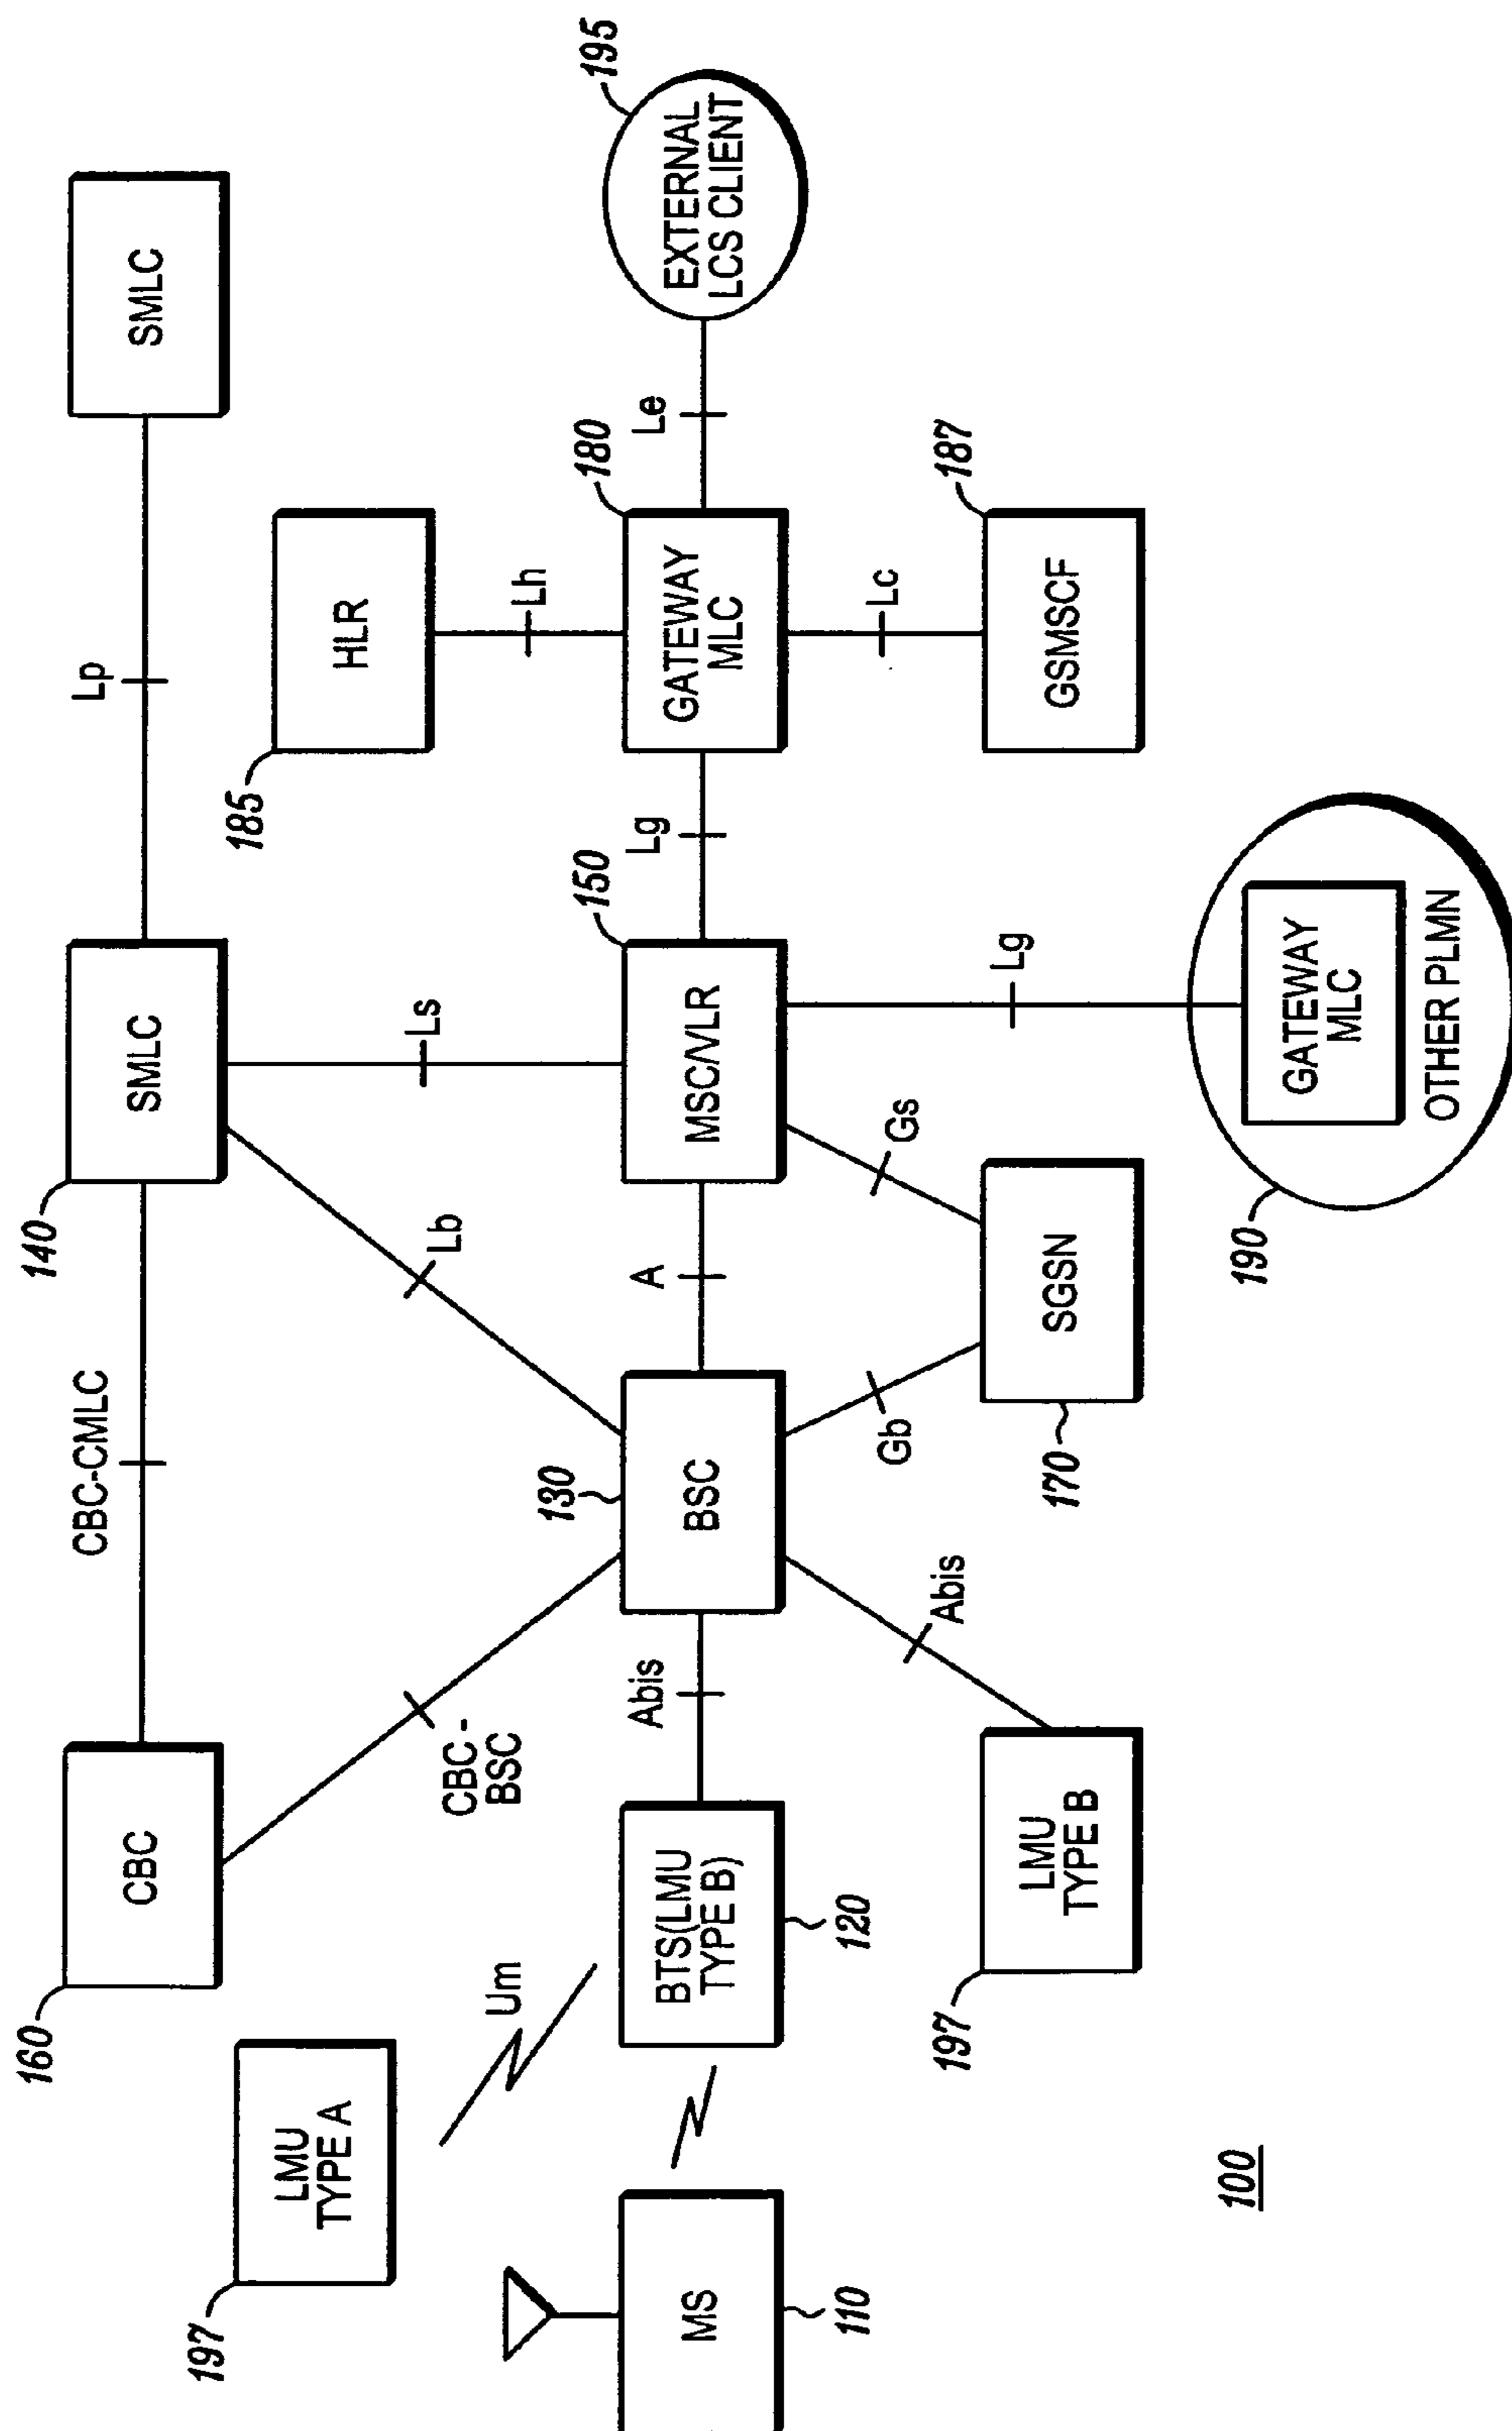 160
CBC
CBC-CMLC
140
SMLC
Lp
SMLC
197
LMU
TYPE A
Um
CBC -
BSC
Lb
Ls
185
HLR
Lh
MS
110
BTS(LMU
TYPE B)
120
Abis
130
BSC
A
150
MSC/VLR
Lg
180
GATEWAY
MLC
Le
195
EXTERNAL
LCS CLIENT
Abis
Gb
Gs
Lc
197
LMU
TYPE B
170
SGSN
Lg
187
GSMSCF
190
GATEWAY
MLC
OTHER PLMN
100